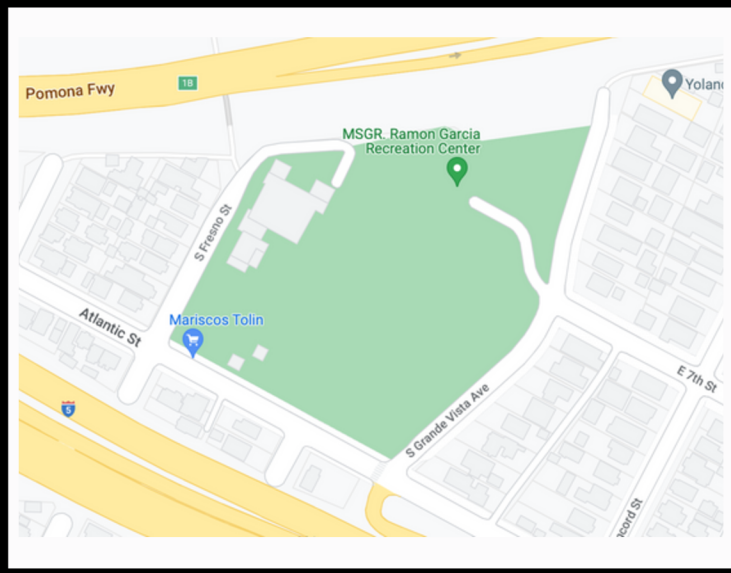 Pomona Fwy
18
MSGR. Ramon Garcia
Recreation Center
S Fresno St
Mariscos Tolin
Atlantic St
E 7th St
5
S Grande Vista Ave